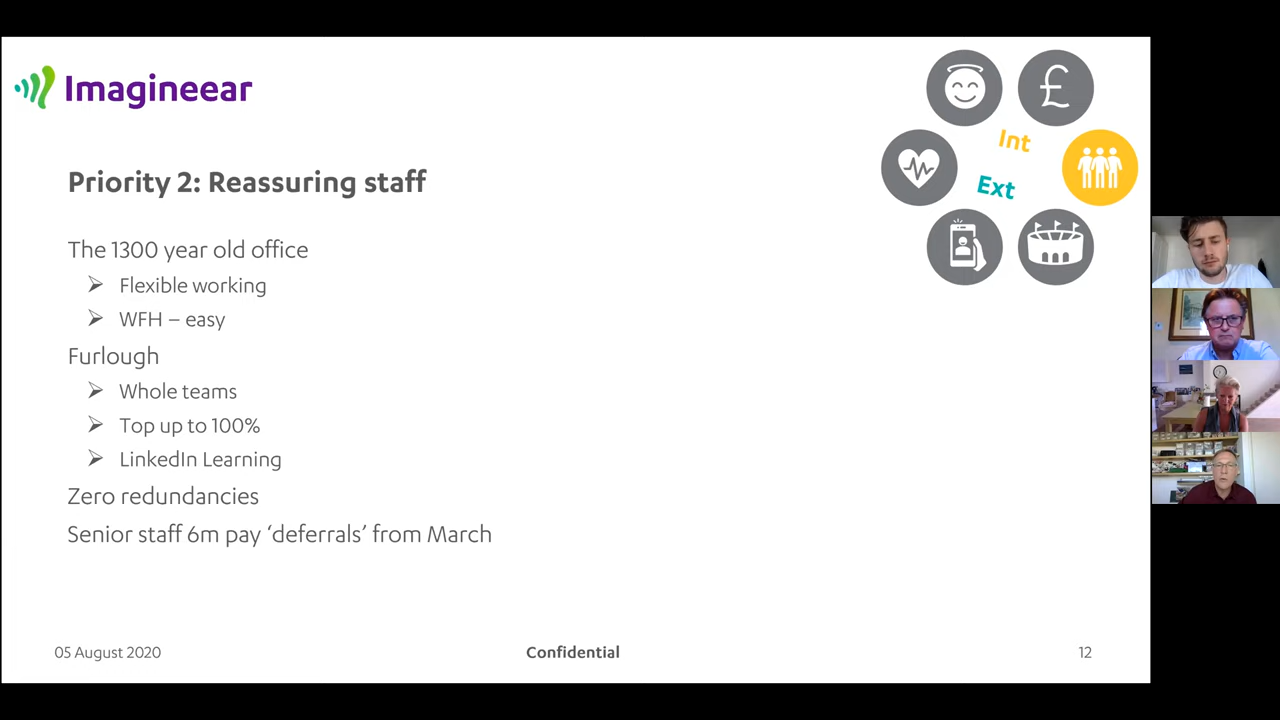 Imagineear
£
Int
Ext
Priority 2: Reassuring staff
The 1300 year old office
Flexible working
WFH – easy
Furlough
Whole teams
Top up to 100%
LinkedIn Learning
Zero redundancies
Senior staff 6m pay ‘deferrals’ from March
05 August 2020
Confidential
12